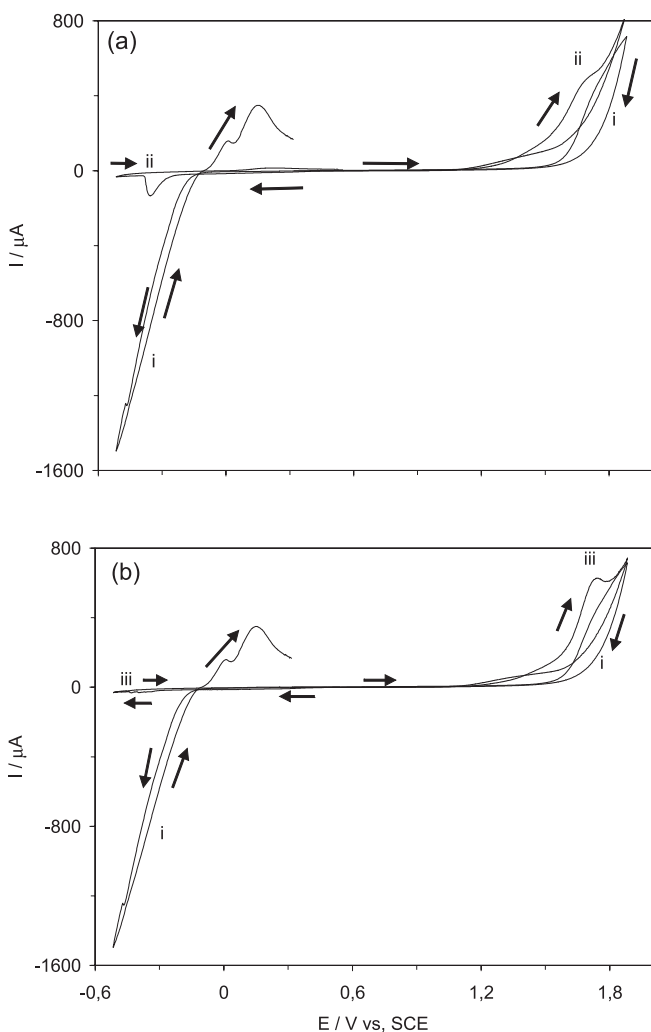 800
(a)
ii
i
ii
0
I / µA
-800
i
-1600
800
(b)
iii
i
iii
0
I / µA
-800
i
-1600
-0,6
0
0,6
1,2
1,8
E / V vs, SCE